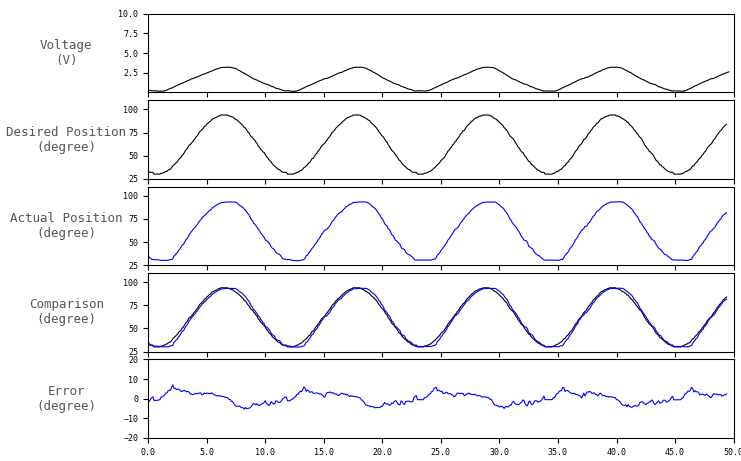 10.0
7.5
Voltage
(V)
5.0
2.5
100
Desired Position
(degree)
75
50
25
100
Actual Position
(degree)
75
50
25
100
Comparison
(degree)
75
50
25
20
10
Error
(degree)
0
−10
−20
0.0 5.0 10.0 15.0 20.0 25.0 30.0 35.0 40.0 45.0 50.0